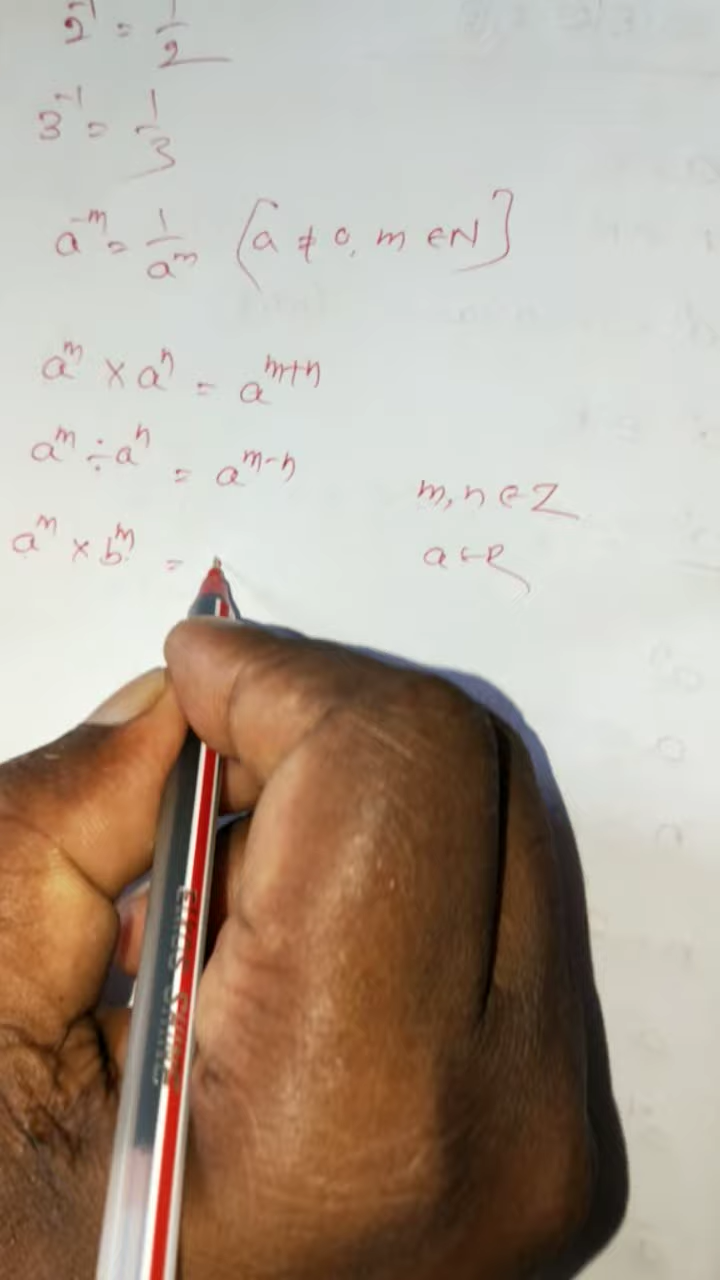 2⁻¹ = 1/2
3⁻¹ = 1/3
a⁻ᵐ = 1/aᵐ (a ≠ 0, m ∈ N]
aᵐ × aⁿ = aᵐ⁺ⁿ
aᵐ ÷ aⁿ = aᵐ⁻ⁿ
m, n ∈ Z
aᵐ × bᵐ =
a ∈ R